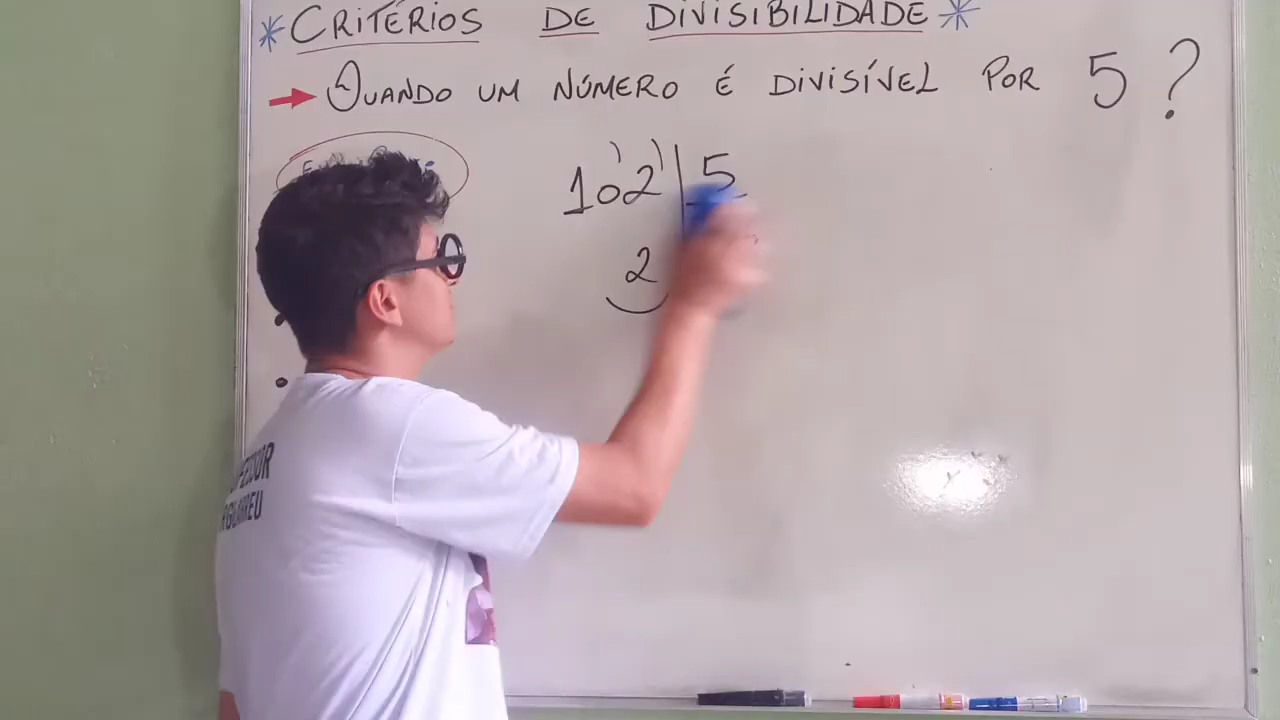 *CRITÉRIOS DE DIVISIBILIDADE*
→ QUANDO UM NÚMERO É DIVISÍVEL POR 5 ?
102 5
2